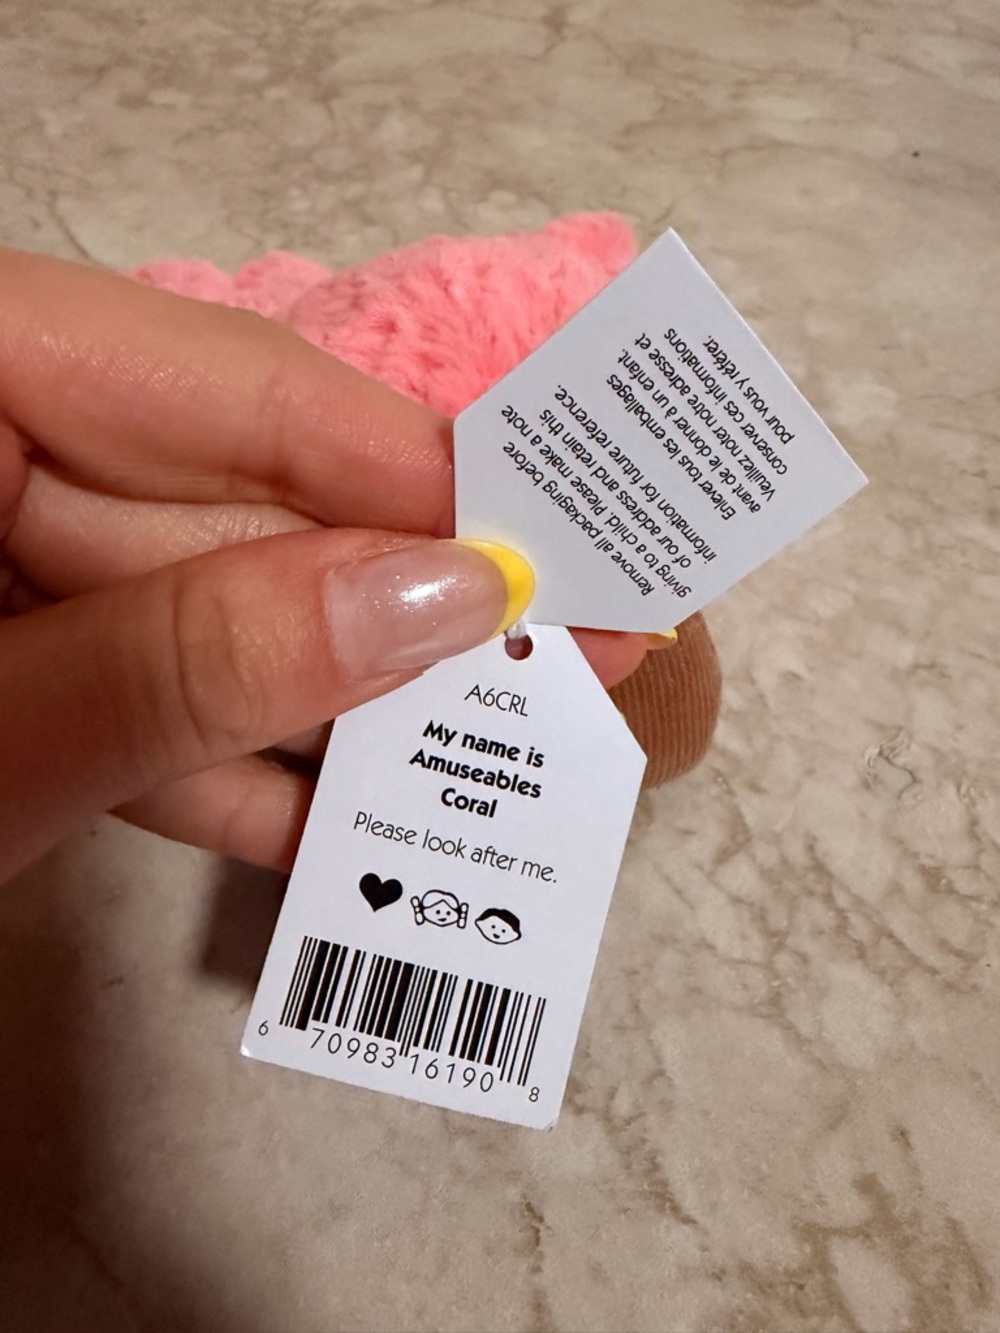 Remove all packaging before
giving to a child. Please make a note
of our address and retain this
information for future reference.
Enlever tous les emballages
avant de le donner à un enfant.
Veuillez noter notre adresse et
conserver ces informations
pour vous y référer.
A6CRL
My name is
Amuseables
Coral
Please look after me.
6 70983 16190 8